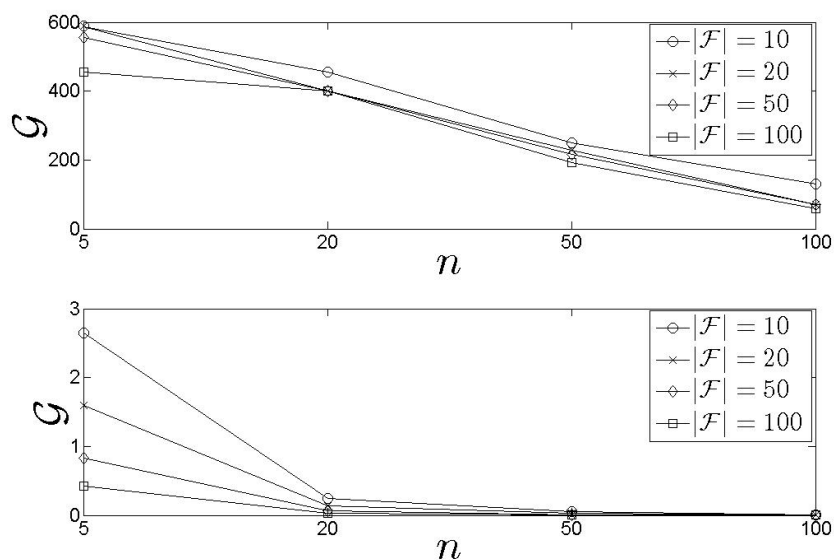 600
400
200
0
𝒢
5 20 50 100
n
|ℱ| = 10
|ℱ| = 20
|ℱ| = 50
|ℱ| = 100
3
2
1
0
𝒢
5 20 50 100
n
|ℱ| = 10
|ℱ| = 20
|ℱ| = 50
|ℱ| = 100